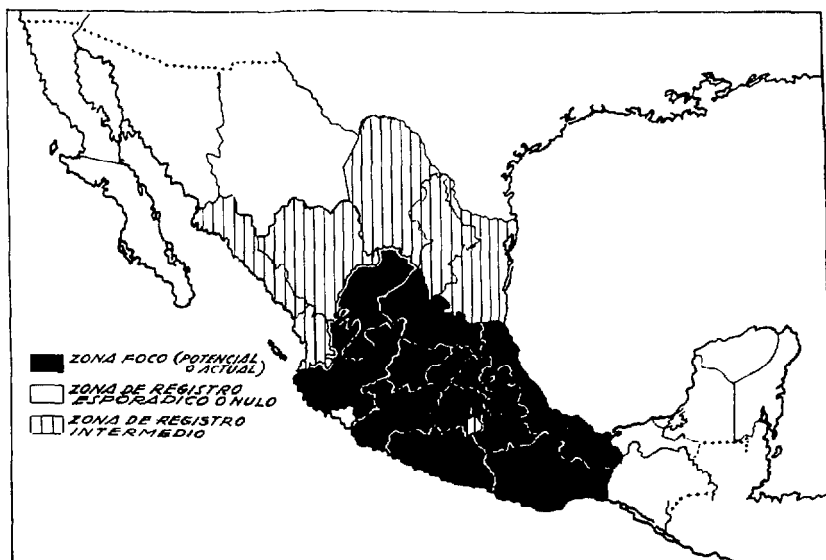 ZONA FOCO (POTENCIAL
O ACTUAL)
ZONA DE REGISTRO
ESPORADICO O NULO
ZONA DE REGISTRO
INTERMEDIO